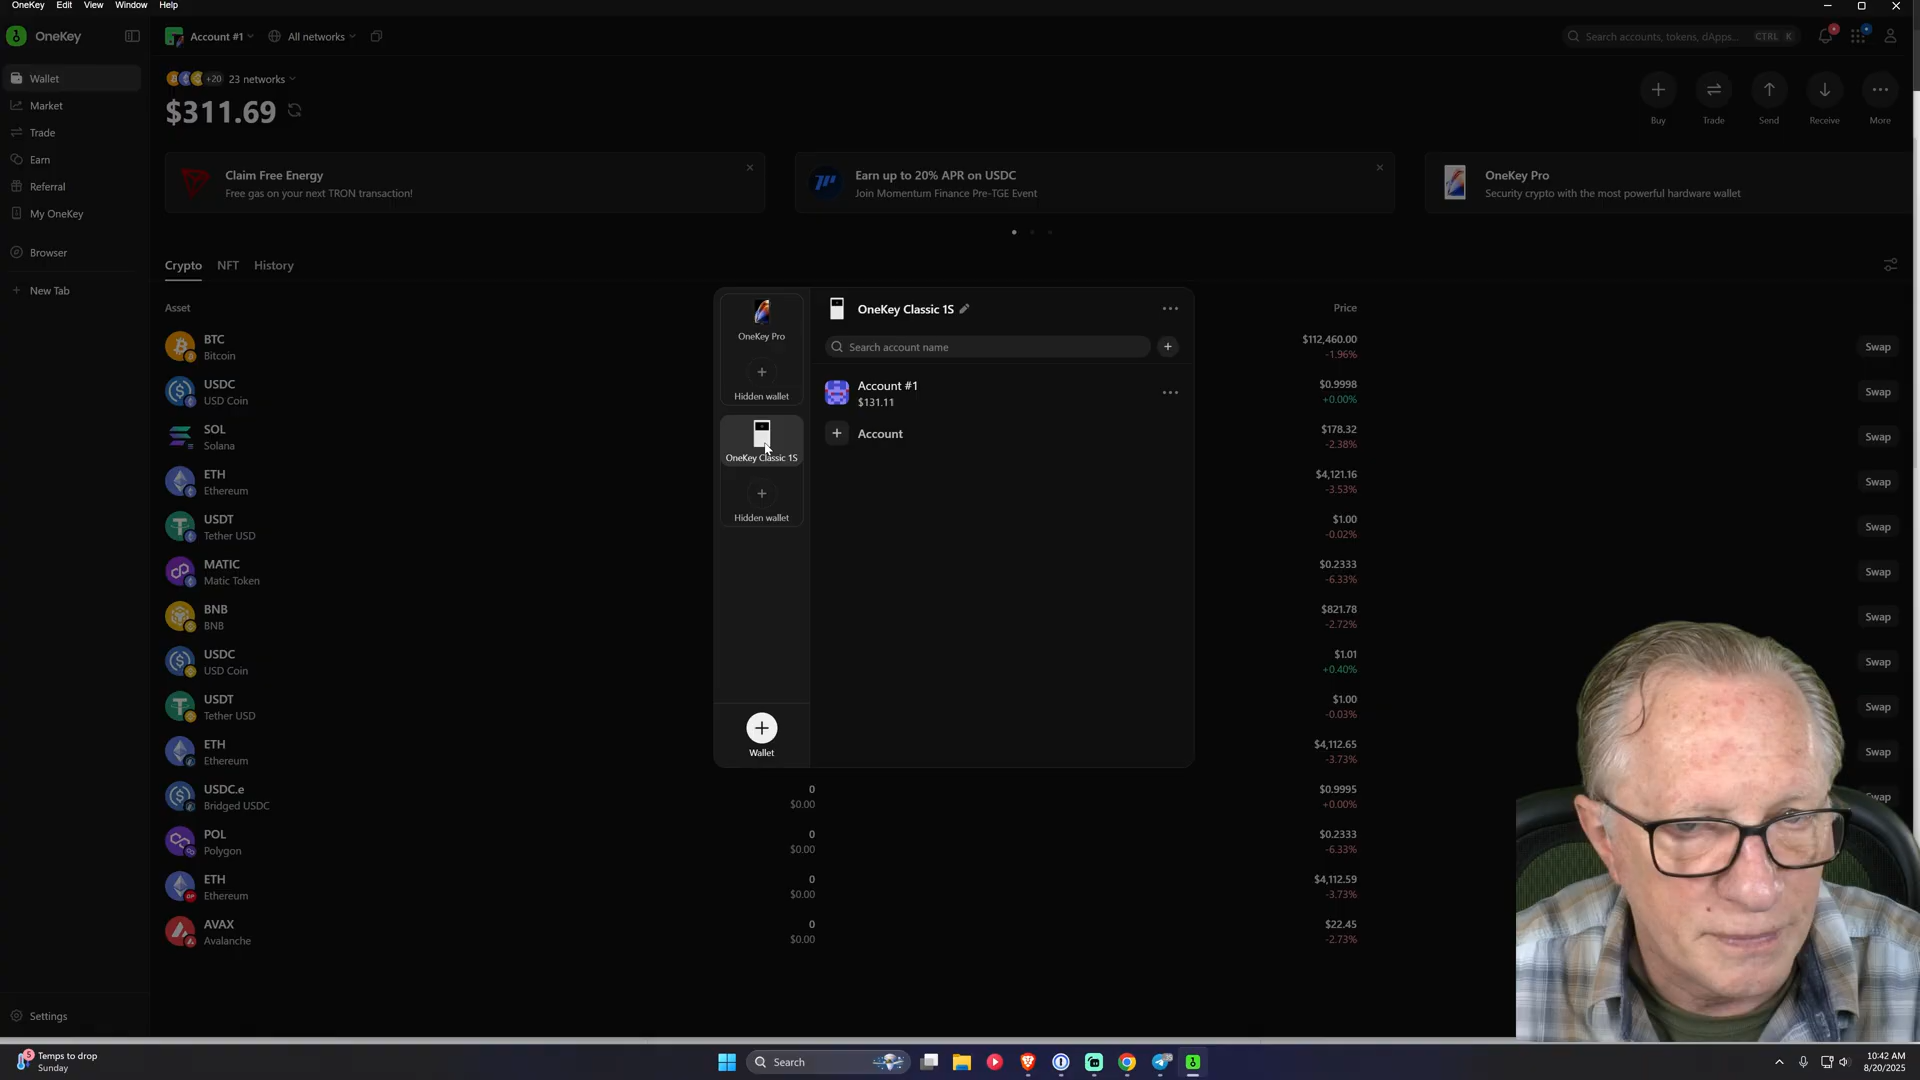 OneKey Edit View Window Help
OneKey
Account #1
All networks
Search accounts, tokens, dApps... CTRL K
Wallet
Market
Trade
Earn
Referral
My OneKey
Browser
New Tab
Settings
+20 23 networks
$311.69
Buy
Trade
Send
Receive
More
Claim Free Energy
Free gas on your next TRON transaction!
Earn up to 20% APR on USDC
Join Momentum Finance Pre-TGE Event
OneKey Pro
Security crypto with the most powerful hardware wallet
Crypto NFT History
Asset
Price
BTC
Bitcoin
$112,460.00
-1.96%
Swap
USDC
USD Coin
$0.9998
+0.00%
Swap
SOL
Solana
$178.32
-2.38%
Swap
ETH
Ethereum
$4,121.16
-3.53%
Swap
USDT
Tether USD
$1.00
-0.02%
Swap
MATIC
Matic Token
$0.2333
-6.33%
Swap
BNB
BNB
$821.78
-2.72%
Swap
USDC
USD Coin
$1.01
+0.40%
Swap
USDT
Tether USD
$1.00
-0.03%
Swap
ETH
Ethereum
$4,112.65
-3.73%
Swap
USDC.e
Bridged USDC
0
$0.00
$0.9995
+0.00%
Swap
POL
Polygon
0
$0.00
$0.2333
-6.33%
ETH
Ethereum
0
$0.00
$4,112.59
-3.73%
AVAX
Avalanche
0
$0.00
$22.45
-2.73%
OneKey Pro
Hidden wallet
OneKey Classic 1S
Hidden wallet
Wallet
OneKey Classic 1S
Search account name
Account #1
$131.11
Account
Temps to drop
Sunday
Search
10:42 AM
8/20/2025